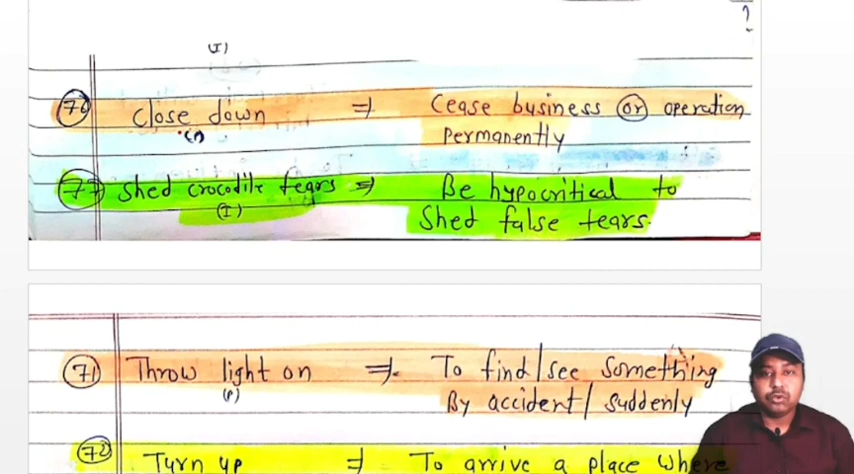 ?
(I)
70 Close down ⇒ Cease business or operation
(P) Permanently
77 Shed crocodile tears ⇒ Be hypocritical to
(I) Shed false tears.
71 Throw light on ⇒ To find/see something
(P) By accident/suddenly
72 Turn up ⇒ To arrive a place where